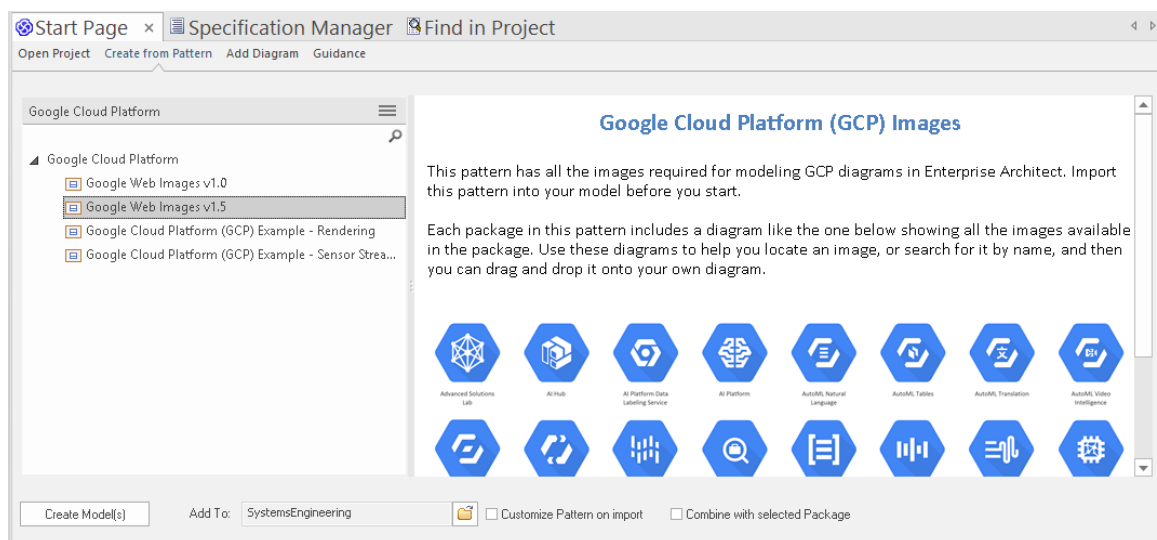 Start Page × Specification Manager Find in Project
Open Project Create from Pattern Add Diagram Guidance
Google Cloud Platform
Google Cloud Platform
Google Web Images v1.0
Google Web Images v1.5
Google Cloud Platform (GCP) Example - Rendering
Google Cloud Platform (GCP) Example - Sensor Strea...
Google Cloud Platform (GCP) Images
This pattern has all the images required for modeling GCP diagrams in Enterprise Architect. Import
this pattern into your model before you start.
Each package in this pattern includes a diagram like the one below showing all the images available
in the package. Use these diagrams to help you locate an image, or search for it by name, and then
you can drag and drop it onto your own diagram.
文
Advanced Solutions
Lab
AI Hub
AI Platform Data
Labeling Service
AI Platform
AutoML Natural
Language
AutoML Tables
AutoML Translation
AutoML Video
Intelligence
Create Model(s) Add To: SystemsEngineering Customize Pattern on import Combine with selected Package